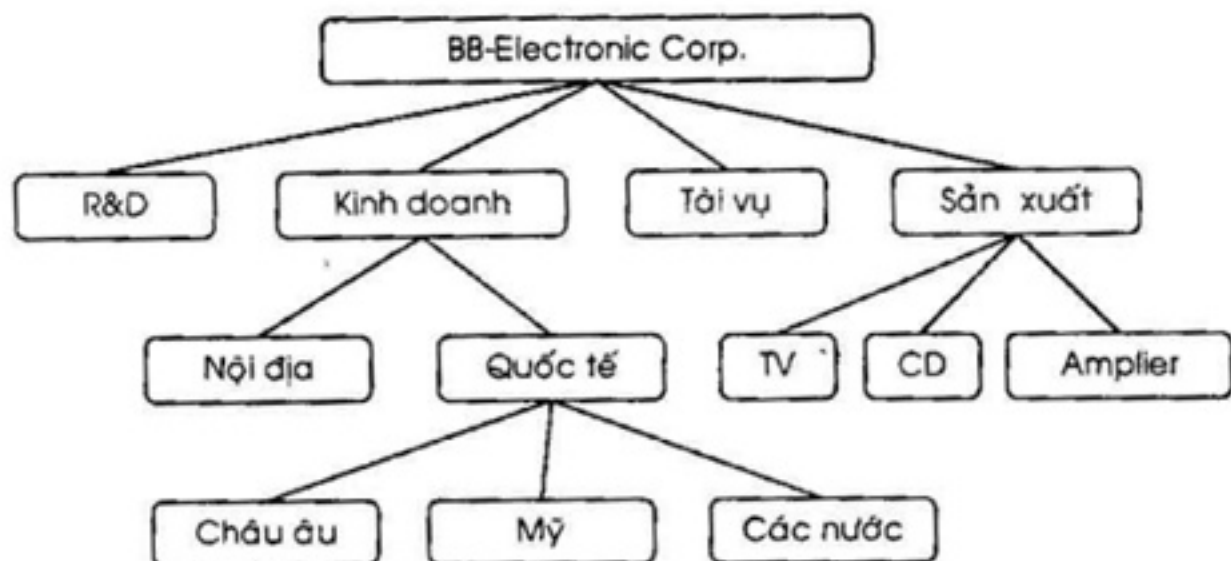 BB-Electronic Corp.
R&D
Kinh doanh
Tài vụ
Sản xuất
Nội địa
Quốc tế
TV
CD
Amplier
Châu âu
Mỹ
Các nước